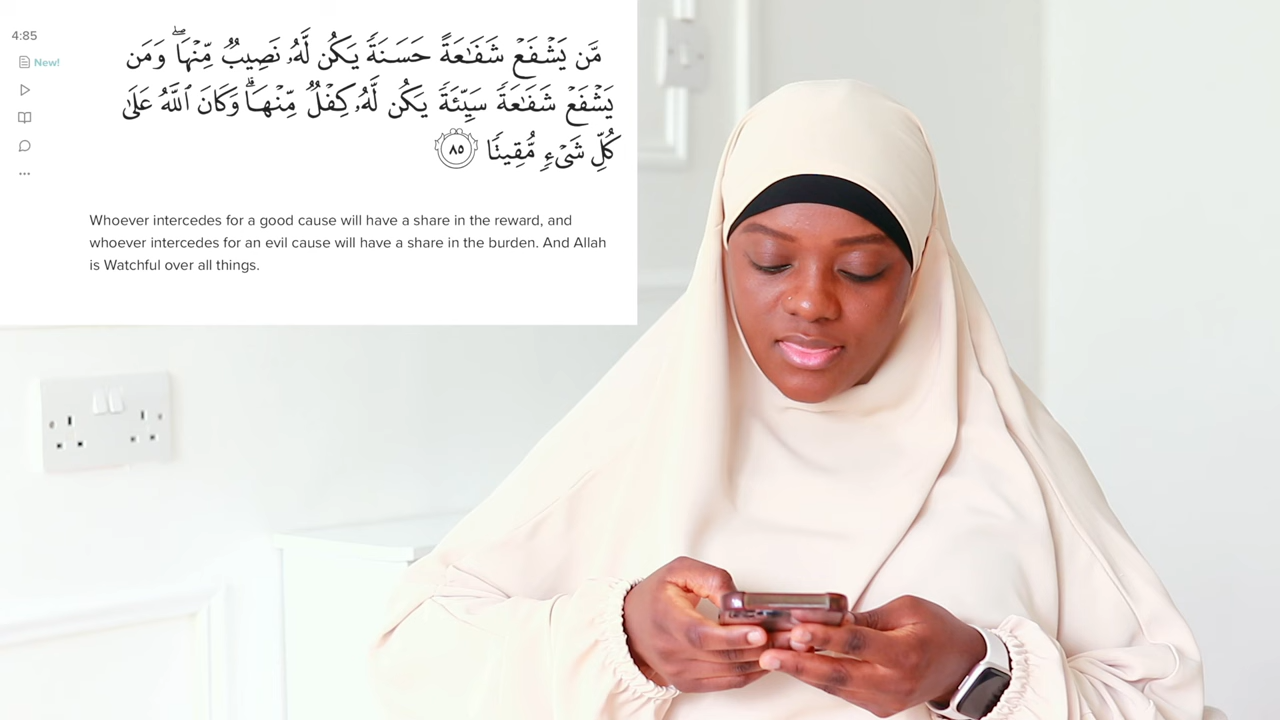 4:85
New!
مَّن يَشْفَعْ شَفَـٰعَةً حَسَنَةً يَكُن لَّهُۥ نَصِيبٌ مِّنْهَا ۖ وَمَن
يَشْفَعْ شَفَـٰعَةً سَيِّئَةً يَكُن لَّهُۥ كِفْلٌ مِّنْهَا ۗ وَكَانَ ٱللَّهُ عَلَىٰ
كُلِّ شَىْءٍ مُّقِيتًا ٨٥
Whoever intercedes for a good cause will have a share in the reward, and
whoever intercedes for an evil cause will have a share in the burden. And Allah
is Watchful over all things.